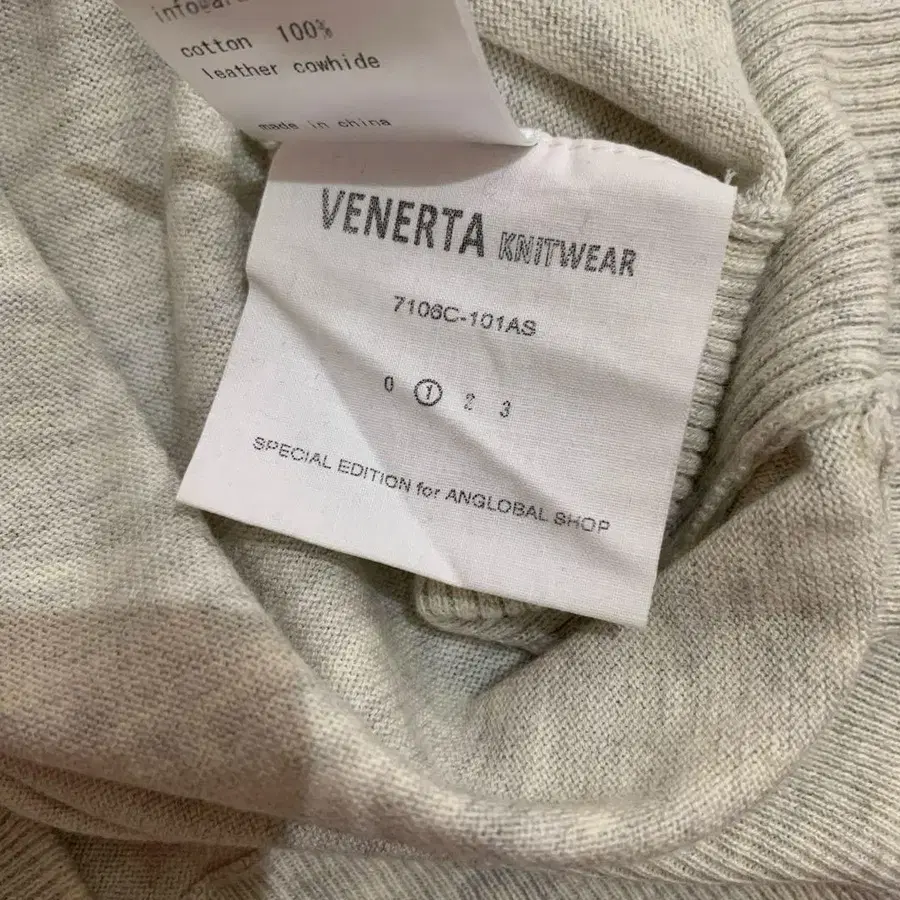 cotton 100%
leather cowhide
made in china
VENERTA KNITWEAR
7106C-101AS
0 1 2 3
SPECIAL EDITION for ANGLOBAL SHOP